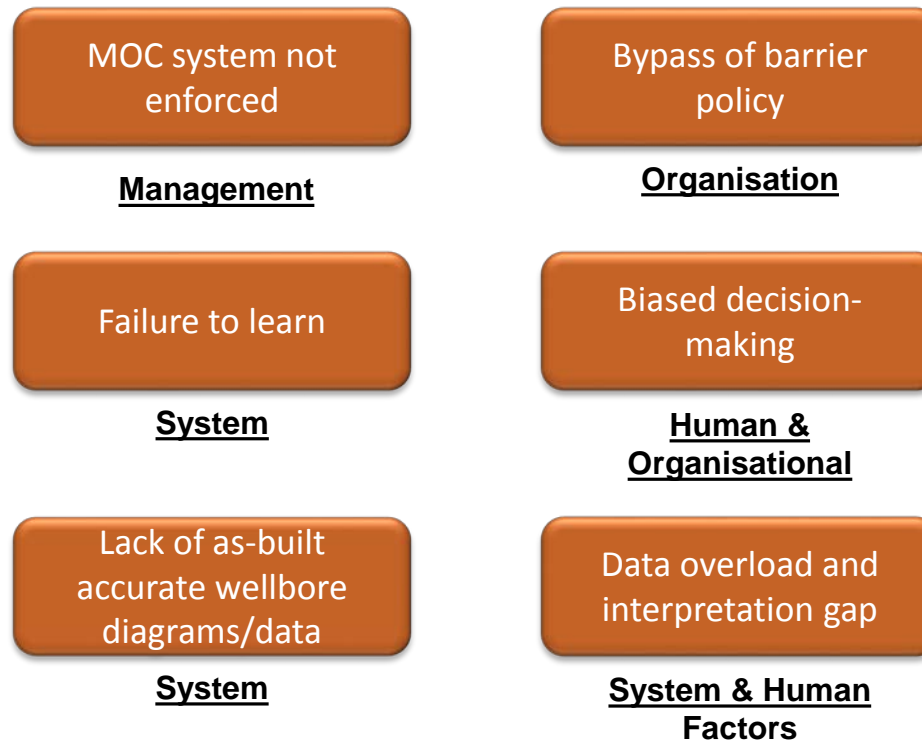 MOC system not
enforced
Management
Bypass of barrier
policy
Organisation
Failure to learn
System
Biased decision-
making
Human &
Organisational
Lack of as-built
accurate wellbore
diagrams/data
System
Data overload and
interpretation gap
System & Human
Factors